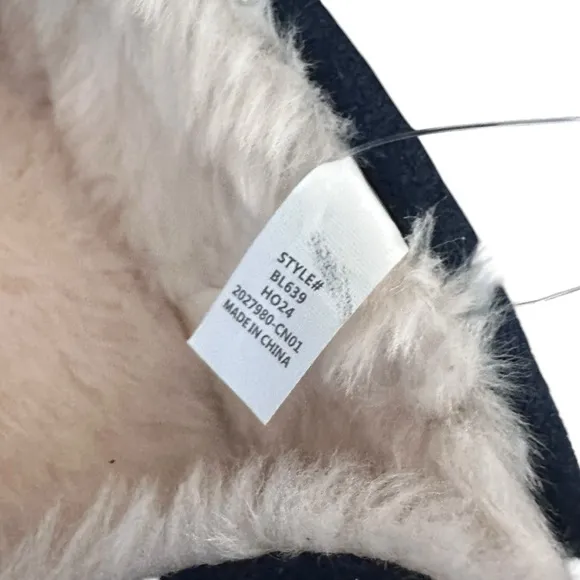 STYLE#
BL639
HO24
2027980-CN01
MADE IN CHINA